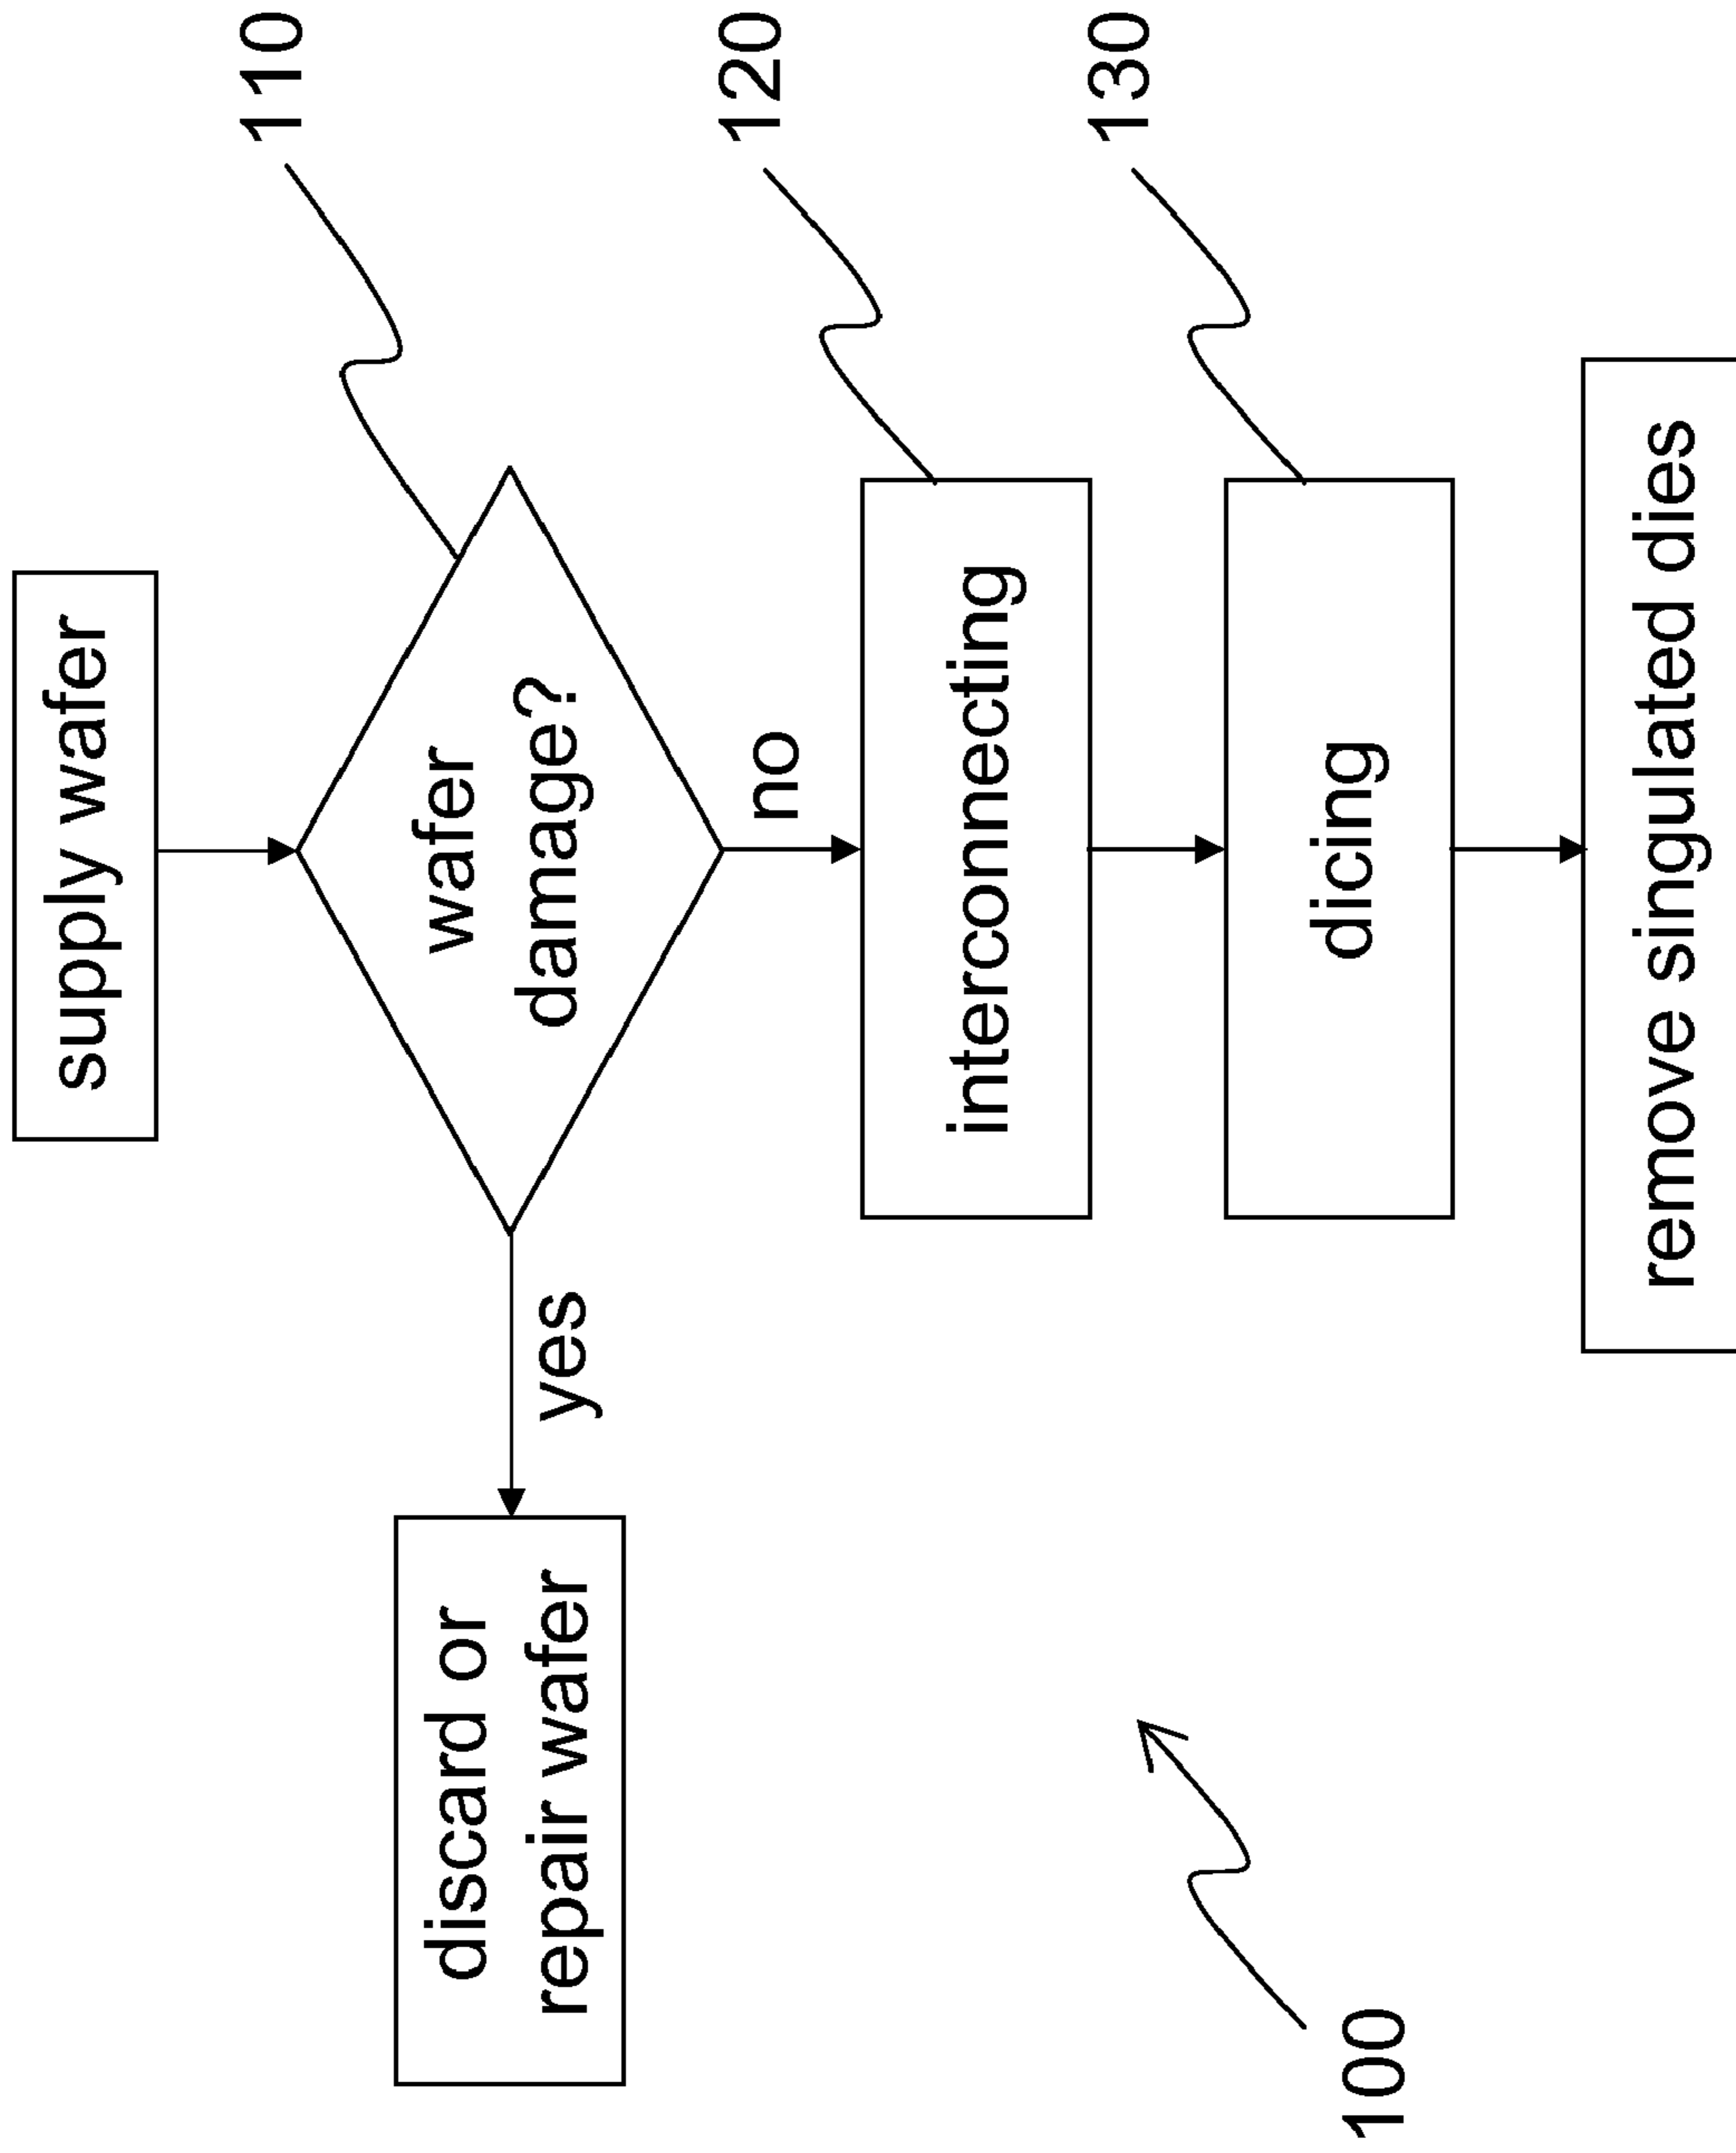 supply wafer
110
wafer
damage?
yes
no
discard or
repair wafer
120
interconnecting
130
dicing
remove singulated dies
100